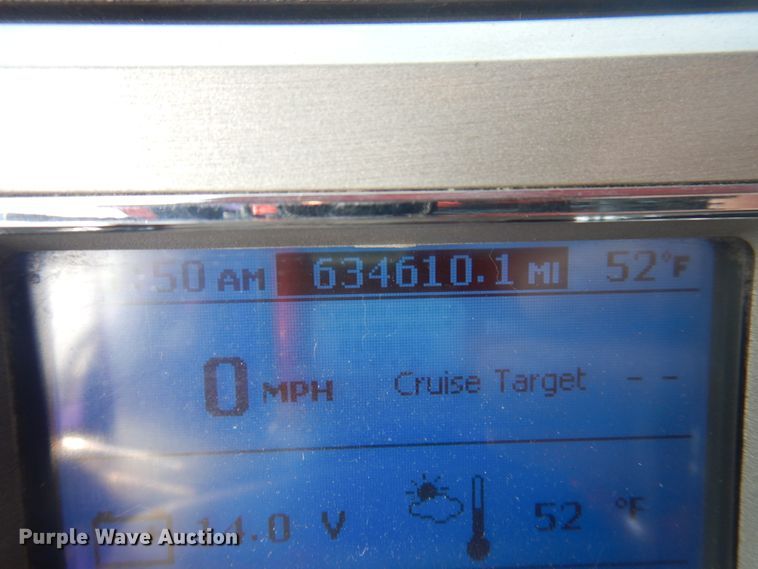 :50 AM 634610.1 MI 52°F
0 MPH Cruise Target - -
14.0 V 52 °F
Purple Wave Auction